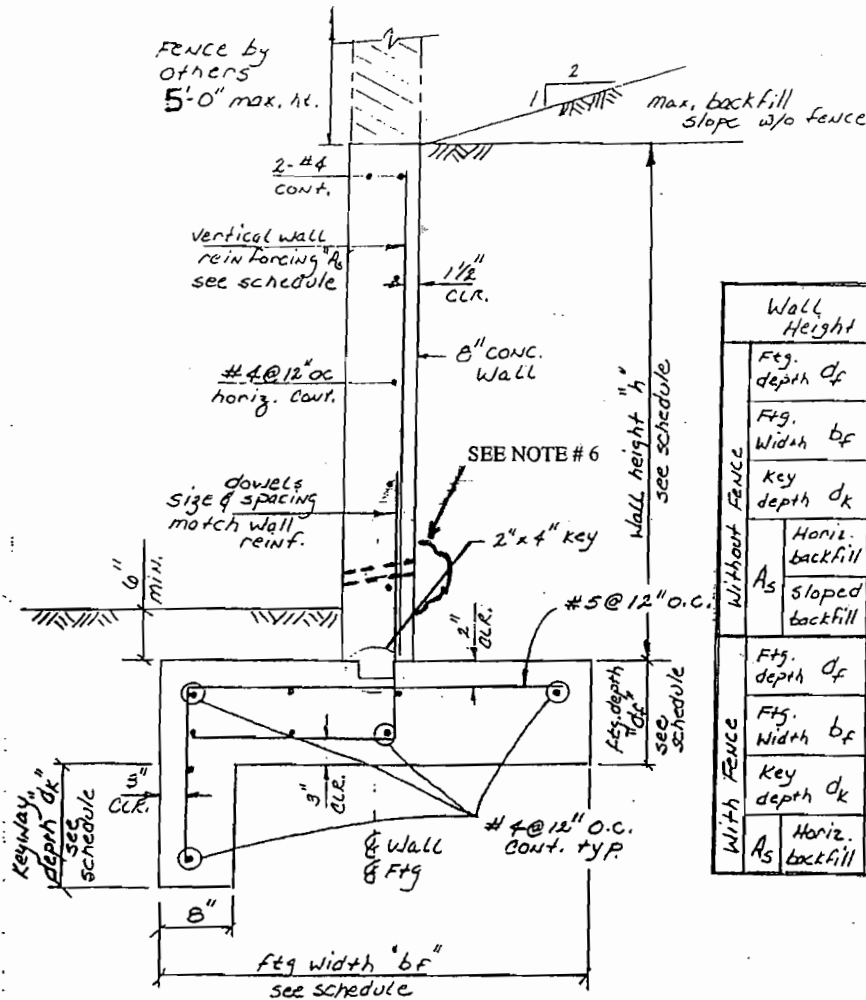 Fence by
others
5'-0" max. ht.
2
1
max. backfill
slope w/o fence
2-#4
cont.
vertical wall
reinforcing "As
see schedule
1 1/2"
CLR.
8" conc.
Wall
#4@12"oc
horiz. cont.
Wall height "h"
see schedule
SEE NOTE # 6
dowels
size & spacing
match wall
reinf.
2"x4" key
6"
min.
2"
CLR.
#5@12" O.C.
ftg. depth
"df"
see
schedule
3"
CLR.
3"
CLR.
Keyway
depth "dk"
see
schedule
Wall
& Ftg
#4@12" O.C.
cont. typ.
8"
ftg width "bf"
see schedule
Wall
Height
Without Fence
Ftg.
depth df
Ftg.
Width bf
Key
depth dk
As
Horiz.
backfill
sloped
backfill
With Fence
Ftg.
depth df
Ftg.
Width bf
Key
depth dk
As
Horiz.
backfill